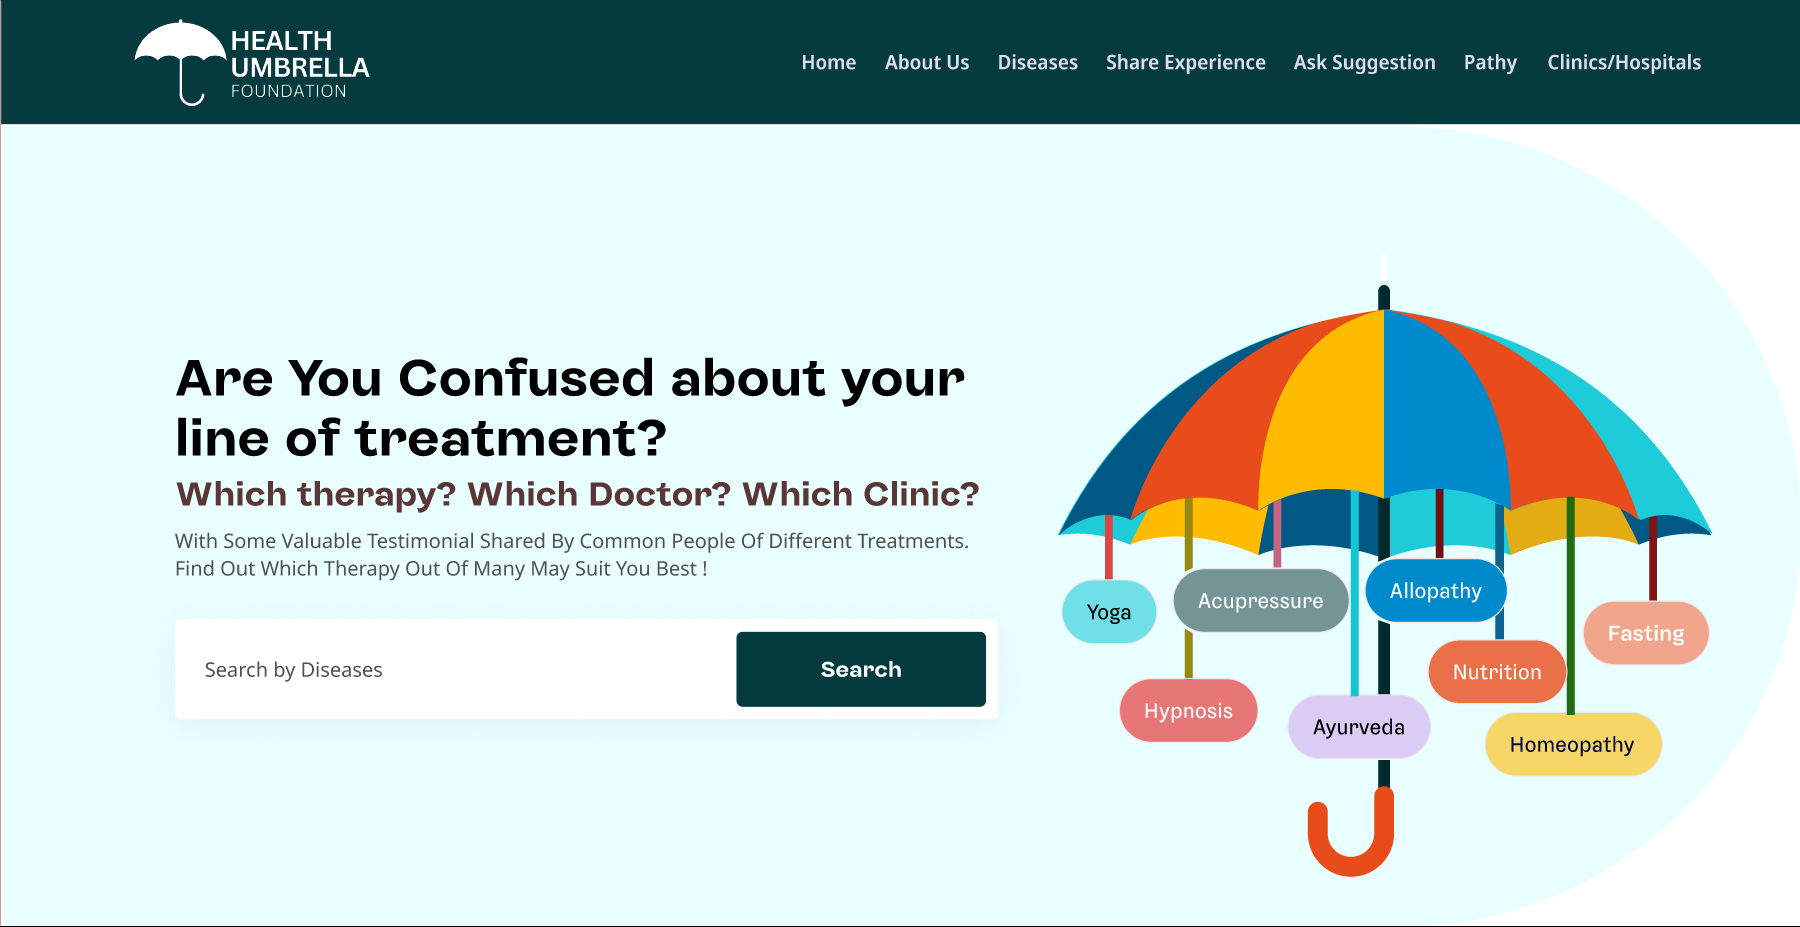 HEALTH
UMBRELLA
FOUNDATION
Home About Us Diseases Share Experience Ask Suggestion Pathy Clinics/Hospitals
Are You Confused about your
line of treatment?
Which therapy? Which Doctor? Which Clinic?
With Some Valuable Testimonial Shared By Common People Of Different Treatments.
Find Out Which Therapy Out Of Many May Suit You Best !
Search by Diseases
Search
Yoga
Acupressure
Allopathy
Fasting
Nutrition
Hypnosis
Ayurveda
Homeopathy